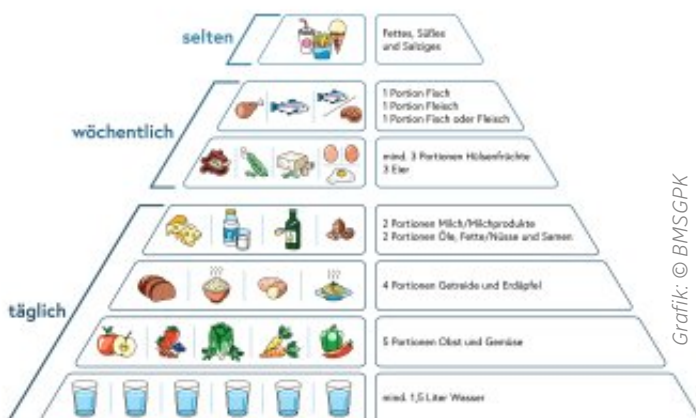 selten
Fettes, Süßes
und Salziges
wöchentlich
1 Portion Fisch
1 Portion Fleisch
1 Portion Fisch oder Fleisch
mind. 3 Portionen Hülsenfrüchte
3 Eier
täglich
2 Portionen Milch/Milchprodukte
2 Portionen Öle, Fette/Nüsse und Samen
4 Portionen Getreide und Erdäpfel
5 Portionen Obst und Gemüse
mind. 1,5 Liter Wasser
Grafik: © BMSGPK